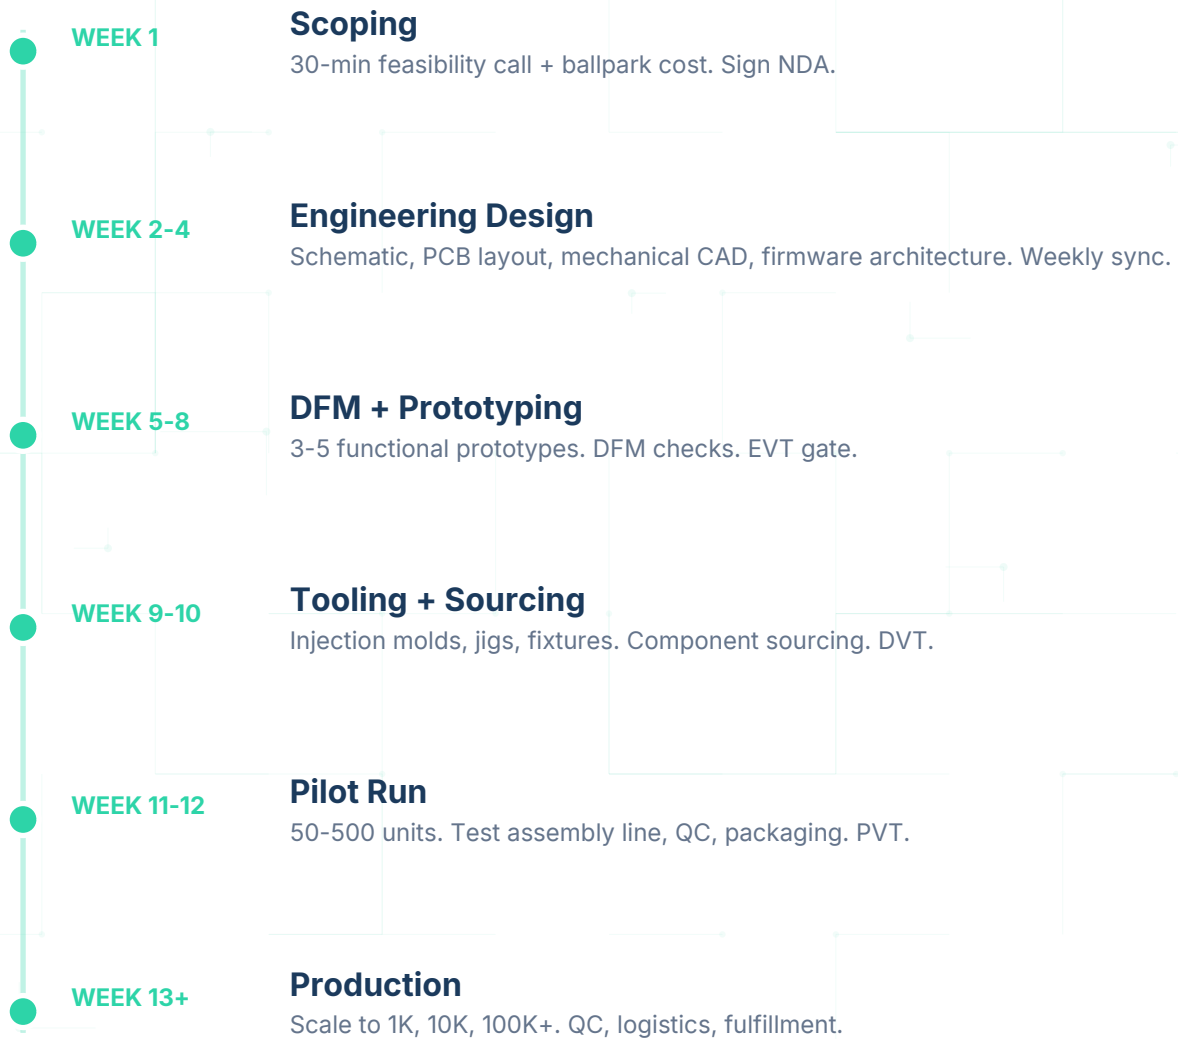 WEEK 1
Scoping
30-min feasibility call + ballpark cost. Sign NDA.
WEEK 2-4
Engineering Design
Schematic, PCB layout, mechanical CAD, firmware architecture. Weekly sync.
WEEK 5-8
DFM + Prototyping
3-5 functional prototypes. DFM checks. EVT gate.
WEEK 9-10
Tooling + Sourcing
Injection molds, jigs, fixtures. Component sourcing. DVT.
WEEK 11-12
Pilot Run
50-500 units. Test assembly line, QC, packaging. PVT.
WEEK 13+
Production
Scale to 1K, 10K, 100K+. QC, logistics, fulfillment.